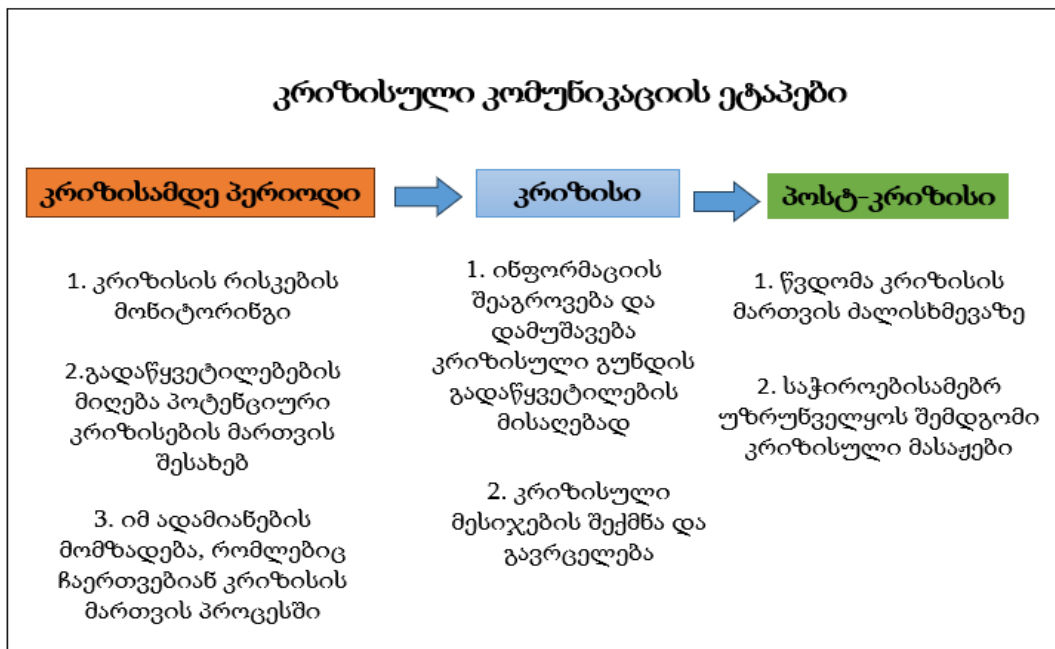 კრიზისული კომუნიკაციის ეტაპები
კრიზისამდე პერიოდი
1. კრიზისის რისკების
მონიტორინგი
2.გადაწყვეტილებების
მიღება პოტენციური
კრიზისების მართვის
შესახებ
3. იმ ადამიანების
მომზადება, რომლებიც
ჩაერთვებიან კრიზისის
მართვის პროცესში
კრიზისი
1. ინფორმაციის
შეაგროვება და
დამუშავება
კრიზისული გუნდის
გადაწყვეტილების
მისაღებად
2. კრიზისული
მესიჯების შექმნა და
გავრცელება
პოსტ-კრიზისი
1. წვდომა კრიზისის
მართვის ძალისხმევაზე
2. საჭიროებისამებრ
უზრუნველყოს შემდგომი
კრიზისული მასაჟები